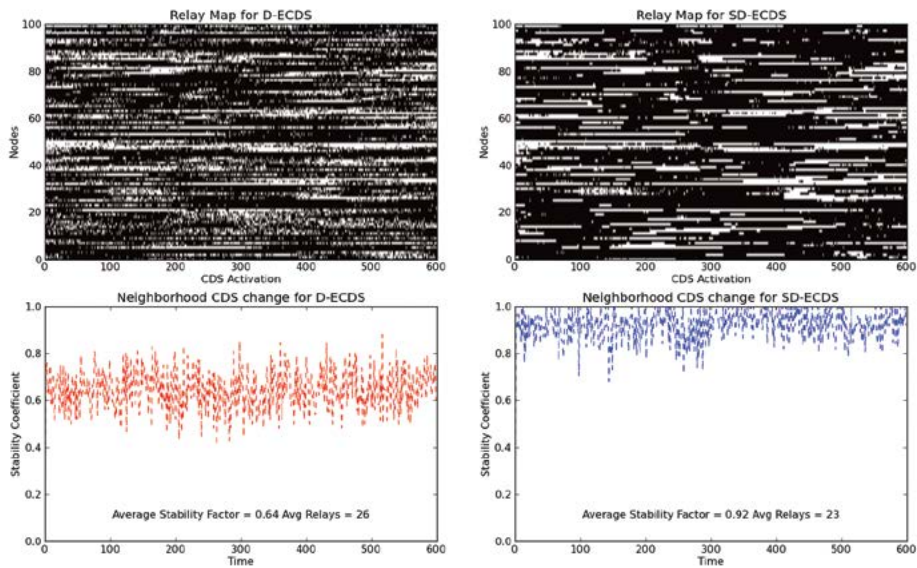 Relay Map for D-ECDS
100
80
60
40
20
0
Nodes
0 100 200 300 400 500 600
CDS Activation
Relay Map for SD-ECDS
100
80
60
40
20
0
Nodes
0 100 200 300 400 500 600
CDS Activation
Neighborhood CDS change for D-ECDS
1.0
0.8
0.6
0.4
0.2
0.0
Stability Coefficient
Average Stability Factor = 0.64 Avg Relays = 26
0 100 200 300 400 500 600
Time
Neighborhood CDS change for SD-ECDS
1.0
0.8
0.6
0.4
0.2
0.0
Stability Coefficient
Average Stability Factor = 0.92 Avg Relays = 23
0 100 200 300 400 500 600
Time